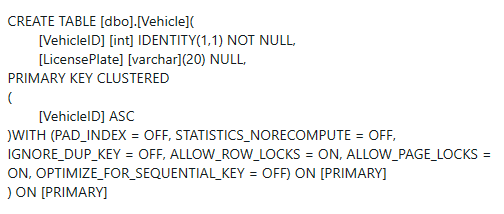 CREATE TABLE [dbo].[Vehicle](
[VehicleID] [int] IDENTITY(1,1) NOT NULL,
[LicensePlate] [varchar](20) NULL,
PRIMARY KEY CLUSTERED
(
[VehicleID] ASC
)WITH (PAD_INDEX = OFF, STATISTICS_NORECOMPUTE = OFF,
IGNORE_DUP_KEY = OFF, ALLOW_ROW_LOCKS = ON, ALLOW_PAGE_LOCKS =
ON, OPTIMIZE_FOR_SEQUENTIAL_KEY = OFF) ON [PRIMARY]
) ON [PRIMARY]